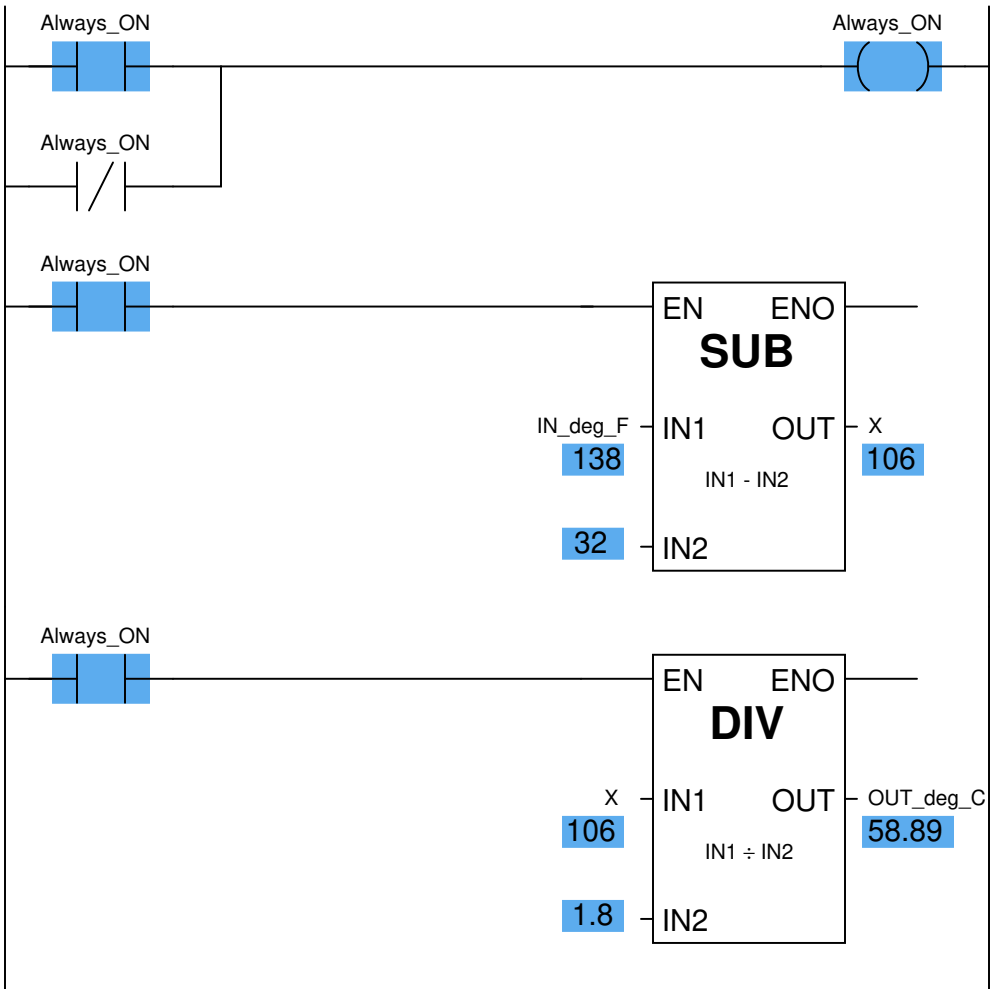 Always_ON Always_ON
Always_ON
Always_ON
EN ENO
SUB
IN_deg_F IN1 OUT X
138 106
IN1 - IN2
32 IN2
Always_ON
EN ENO
DIV
X IN1 OUT OUT_deg_C
106 58.89
IN1 ÷ IN2
1.8 IN2